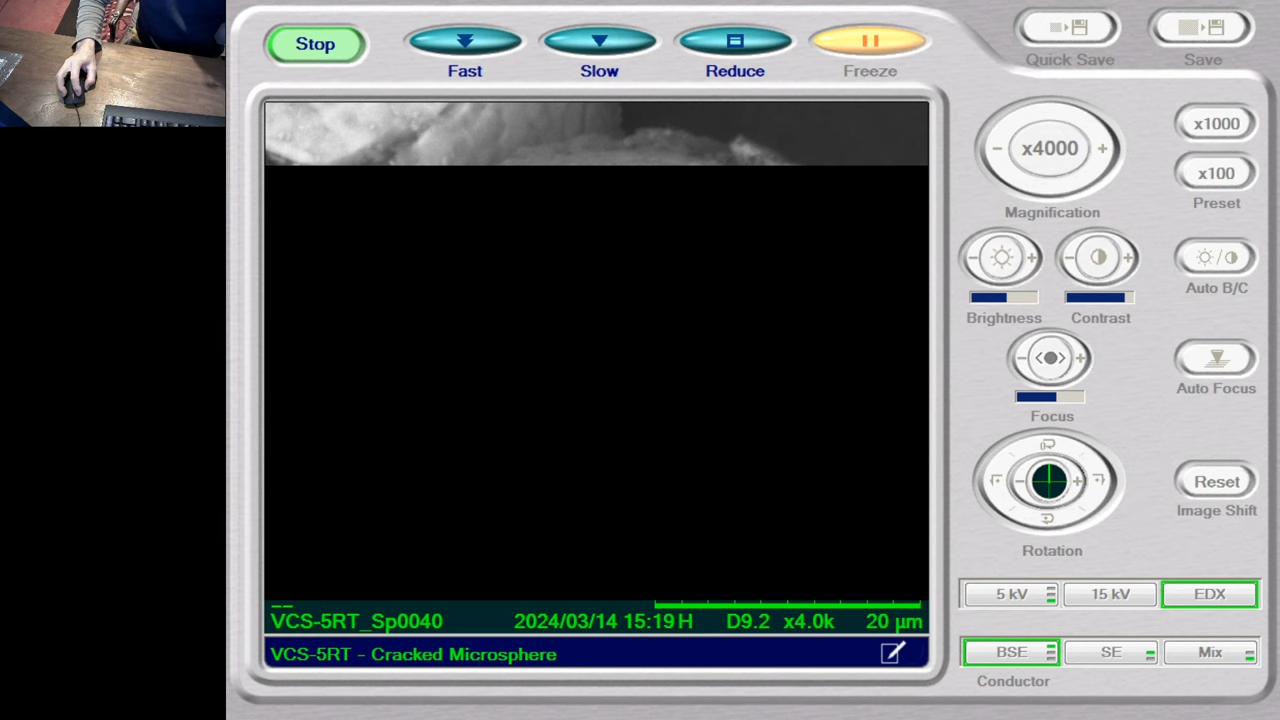 Stop
Fast
Slow
Reduce
Freeze
Quick Save
Save
x4000
Magnification
x1000
x100
Preset
Brightness
Contrast
Auto B/C
Focus
Auto Focus
Rotation
Reset
Image Shift
5 kV
15 kV
EDX
BSE
SE
Mix
Conductor
VCS-5RT_Sp0040 2024/03/14 15:19 H D9.2 x4.0k 20 µm
VCS-5RT - Cracked Microsphere